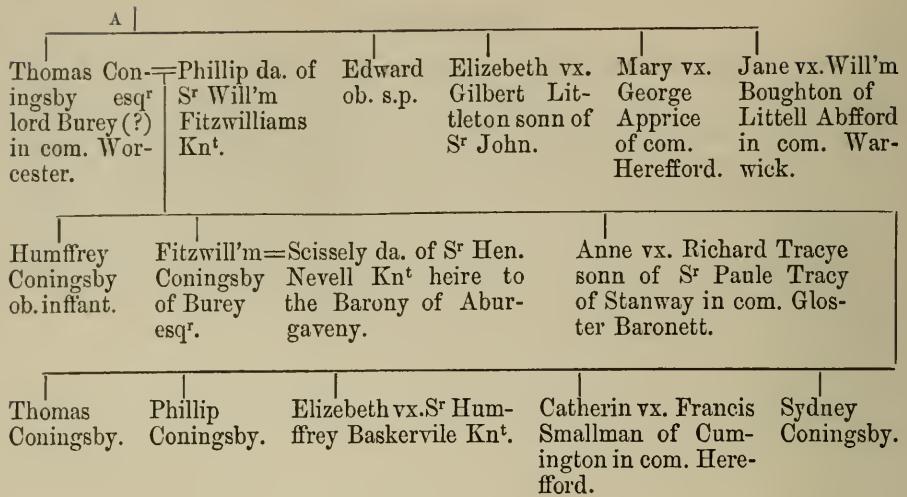 A
Thomas Con-
ingsby esqʳ
lord Burey (?)
in com. Wor-
cester.
Phillip da. of
Sʳ Will'm
Fitzwilliams
Knᵗ.
Edward
ob. s.p.
Elizebeth vx.
Gilbert Lit-
tleton sonn of
Sʳ John.
Mary vx.
George
Apprice
of com.
Herefford.
Jane vx. Will'm
Boughton of
Littell Abfford
in com. War-
wick.
Humffrey
Coningsby
ob. inffant.
Fitzwill'm
Coningsby
of Burey
esqʳ.
Scissely da. of Sʳ Hen.
Nevell Knᵗ heire to
the Barony of Abur-
gaveny.
Anne vx. Richard Tracye
sonn of Sʳ Paule Tracy
of Stanway in com. Glos-
ter Baronett.
Thomas
Coningsby.
Phillip
Coningsby.
Elizebeth vx. Sʳ Hum-
ffrey Baskervile Knᵗ.
Catherin vx. Francis
Smallman of Cum-
ington in com. Here-
fford.
Sydney
Coningsby.